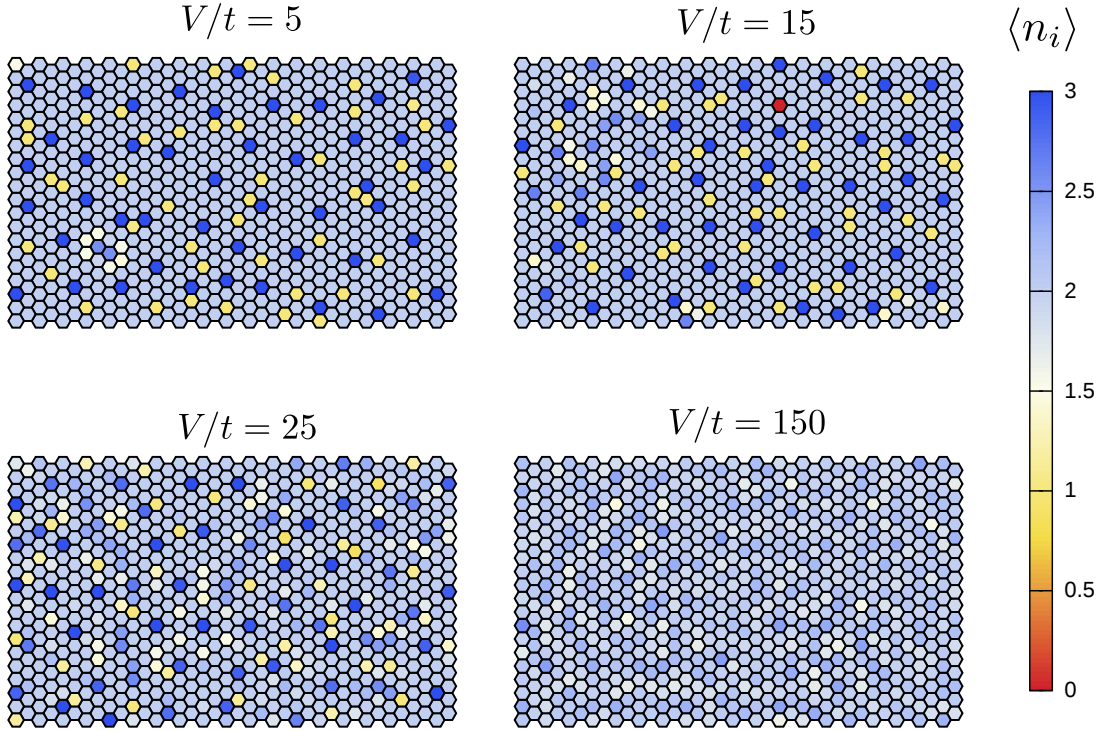 V/t = 5
V/t = 15
⟨n_i⟩
3
2.5
2
1.5
1
0.5
0
V/t = 25
V/t = 150